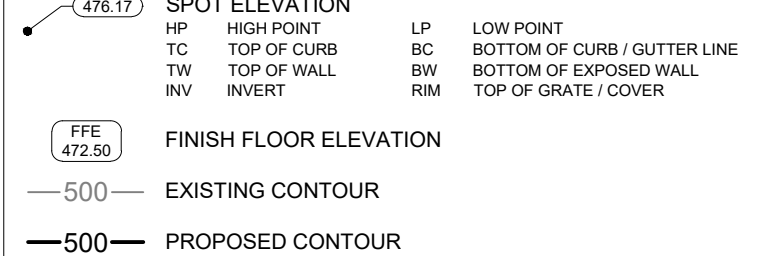 476.17 SPOT ELEVATION
HP HIGH POINT LP LOW POINT
TC TOP OF CURB BC BOTTOM OF CURB / GUTTER LINE
TW TOP OF WALL BW BOTTOM OF EXPOSED WALL
INV INVERT RIM TOP OF GRATE / COVER
FFE
472.50 FINISH FLOOR ELEVATION
500 EXISTING CONTOUR
500 PROPOSED CONTOUR